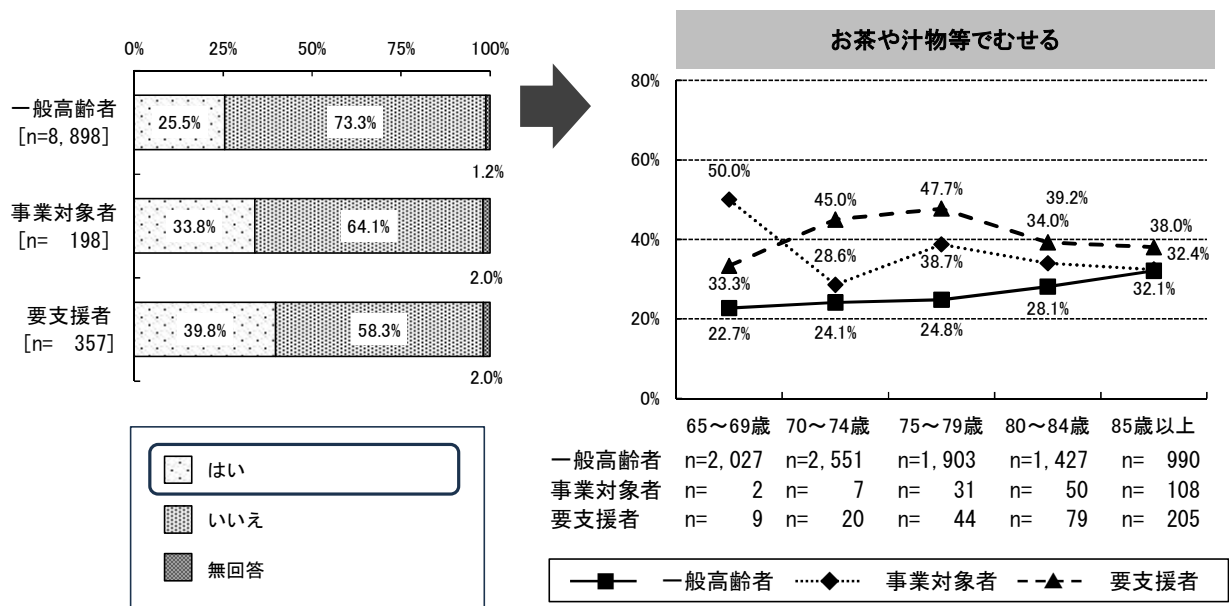 0% 25% 50% 75% 100%
一般高齢者
[n=8,898]
25.5% 73.3%
1.2%
事業対象者
[n= 198]
33.8% 64.1%
2.0%
要支援者
[n= 357]
39.8% 58.3%
2.0%
はい
いいえ
無回答
お茶や汁物等でむせる
80%
60%
40%
20%
0%
50.0% 45.0% 47.7% 39.2% 38.0%
33.3% 28.6% 38.7% 34.0% 32.4%
22.7% 24.1% 24.8% 28.1% 32.1%
65～69歳 70～74歳 75～79歳 80～84歳 85歳以上
一般高齢者 n=2,027 n=2,551 n=1,903 n=1,427 n= 990
事業対象者 n= 2 n= 7 n= 31 n= 50 n= 108
要支援者 n= 9 n= 20 n= 44 n= 79 n= 205
一般高齢者 事業対象者 要支援者